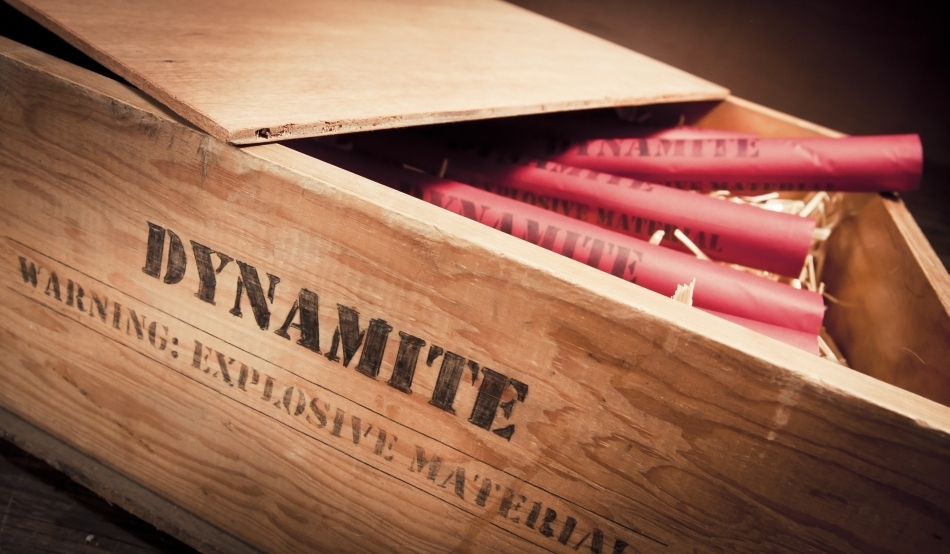 DYNAMITE
EXPLOSIVE MATERIAL
DYNAMITE
DYNAMITE
WARNING: EXPLOSIVE MATERIAL